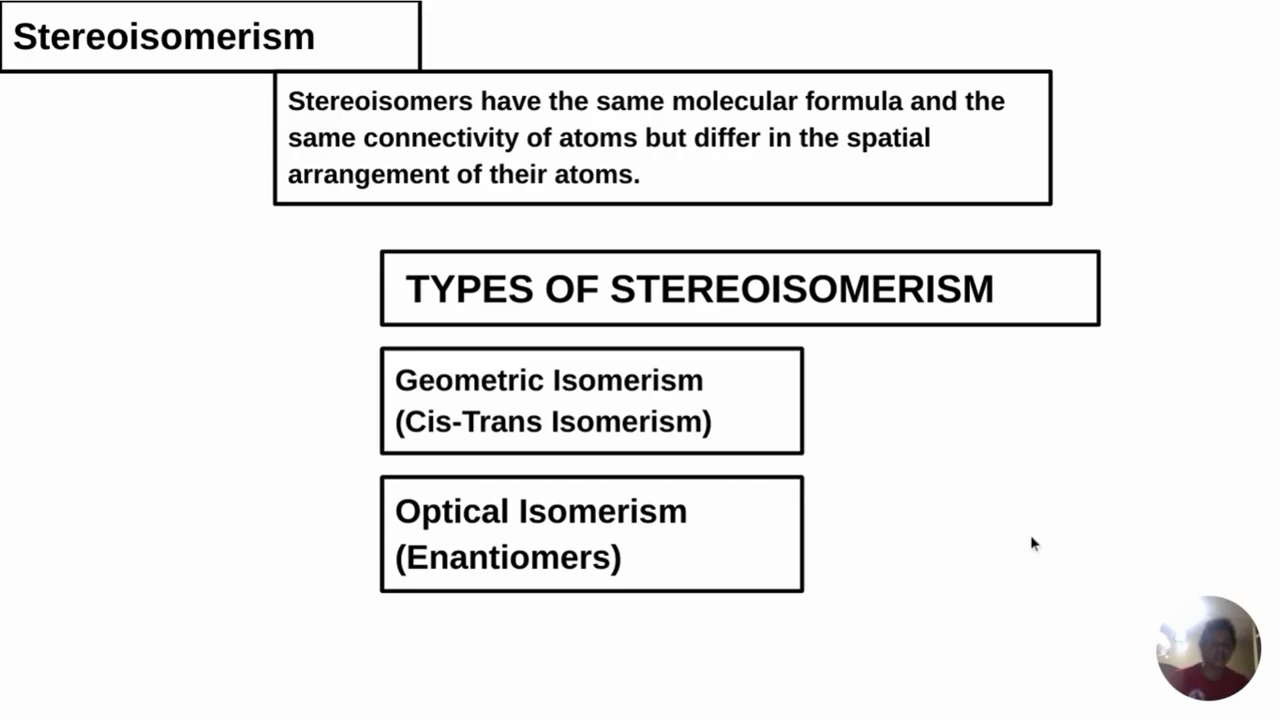 Stereoisomerism
Stereoisomers have the same molecular formula and the
same connectivity of atoms but differ in the spatial
arrangement of their atoms.
TYPES OF STEREOISOMERISM
Geometric Isomerism
(Cis-Trans Isomerism)
Optical Isomerism
(Enantiomers)